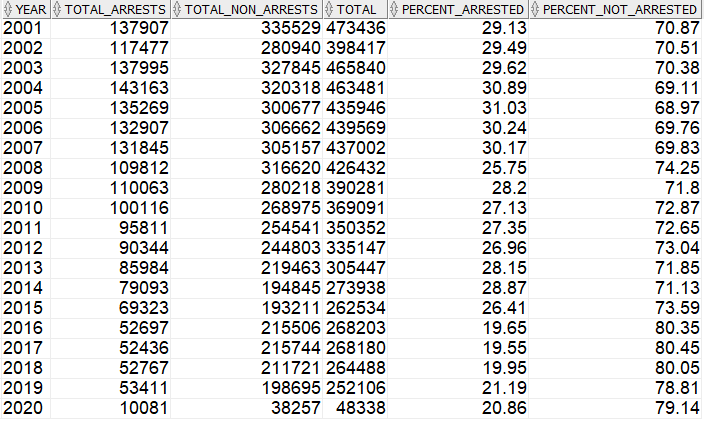 YEAR TOTAL_ARRESTS TOTAL_NON_ARRESTS TOTAL PERCENT_ARRESTED PERCENT_NOT_ARRESTED
2001 137907 335529 473436 29.13 70.87
2002 117477 280940 398417 29.49 70.51
2003 137995 327845 465840 29.62 70.38
2004 143163 320318 463481 30.89 69.11
2005 135269 300677 435946 31.03 68.97
2006 132907 306662 439569 30.24 69.76
2007 131845 305157 437002 30.17 69.83
2008 109812 316620 426432 25.75 74.25
2009 110063 280218 390281 28.2 71.8
2010 100116 268975 369091 27.13 72.87
2011 95811 254541 350352 27.35 72.65
2012 90344 244803 335147 26.96 73.04
2013 85984 219463 305447 28.15 71.85
2014 79093 194845 273938 28.87 71.13
2015 69323 193211 262534 26.41 73.59
2016 52697 215506 268203 19.65 80.35
2017 52436 215744 268180 19.55 80.45
2018 52767 211721 264488 19.95 80.05
2019 53411 198695 252106 21.19 78.81
2020 10081 38257 48338 20.86 79.14